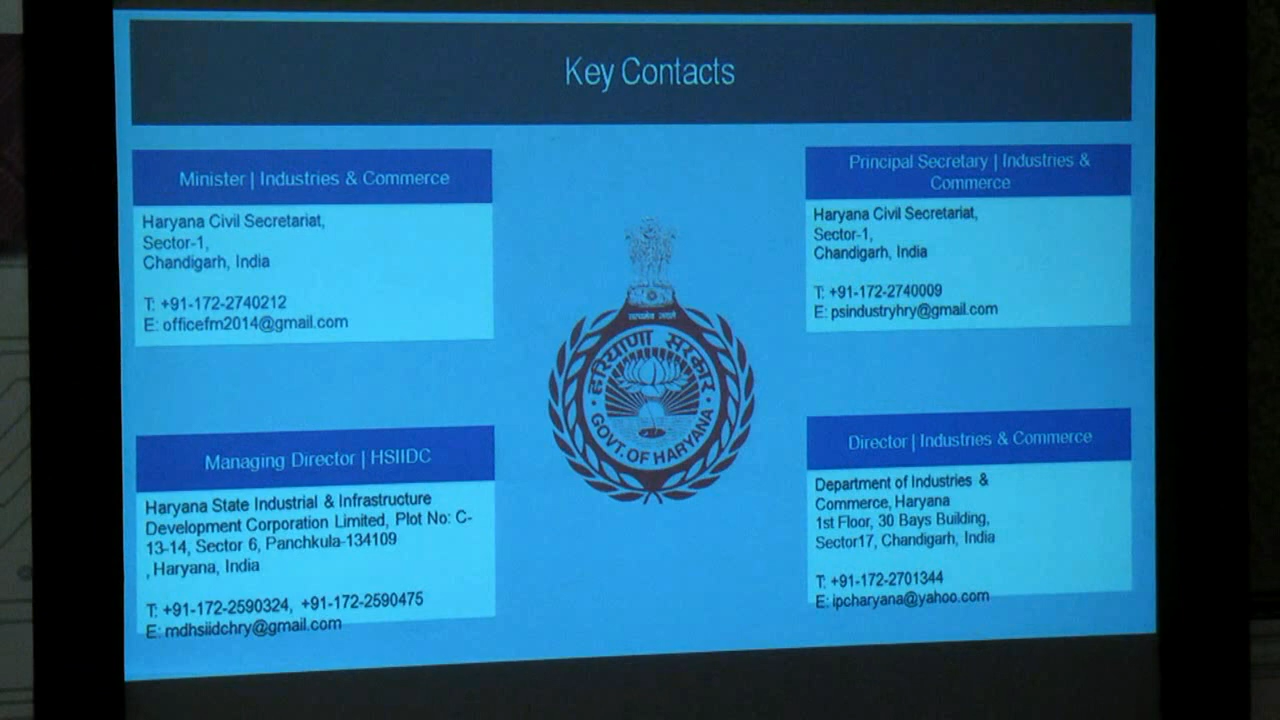 Key Contacts
Minister | Industries & Commerce
Haryana Civil Secretariat,
Sector-1,
Chandigarh, India
T: +91-172-2740212
E: officefm2014@gmail.com
Principal Secretary | Industries &
Commerce
Haryana Civil Secretariat,
Sector-1,
Chandigarh, India
T: +91-172-2740009
E: psindustryhry@gmail.com
सत्यमेव जयते
हरियाणा सरकार
GOVT. OF HARYANA
Managing Director | HSIIDC
Haryana State Industrial & Infrastructure
Development Corporation Limited, Plot No: C-
13-14, Sector 6, Panchkula-134109
, Haryana, India
T: +91-172-2590324, +91-172-2590475
E: mdhsiidchry@gmail.com
Director | Industries & Commerce
Department of Industries &
Commerce, Haryana
1st Floor, 30 Bays Building,
Sector17, Chandigarh, India
T: +91-172-2701344
E: ipcharyana@yahoo.com